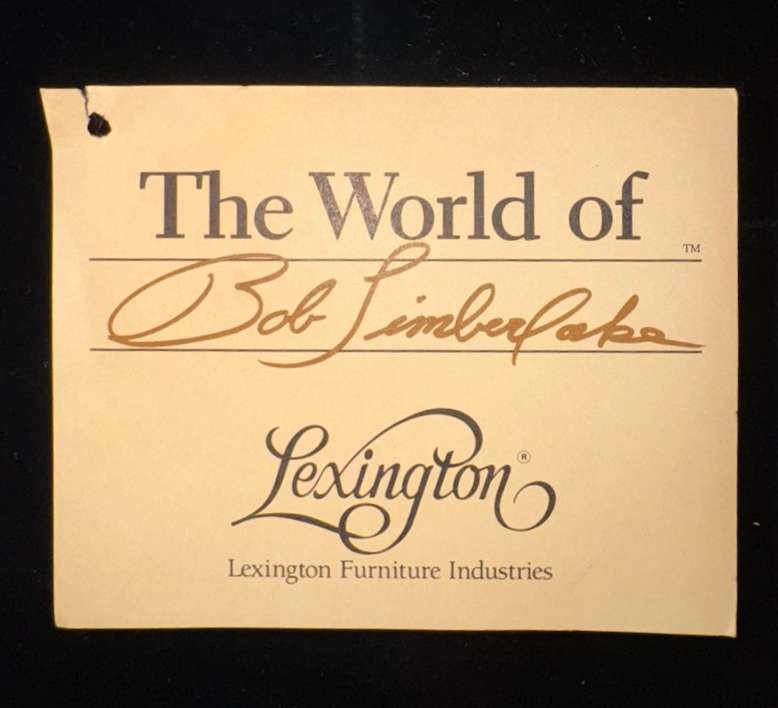 The World of ™
Bob Timberlake
Lexington®
Lexington Furniture Industries